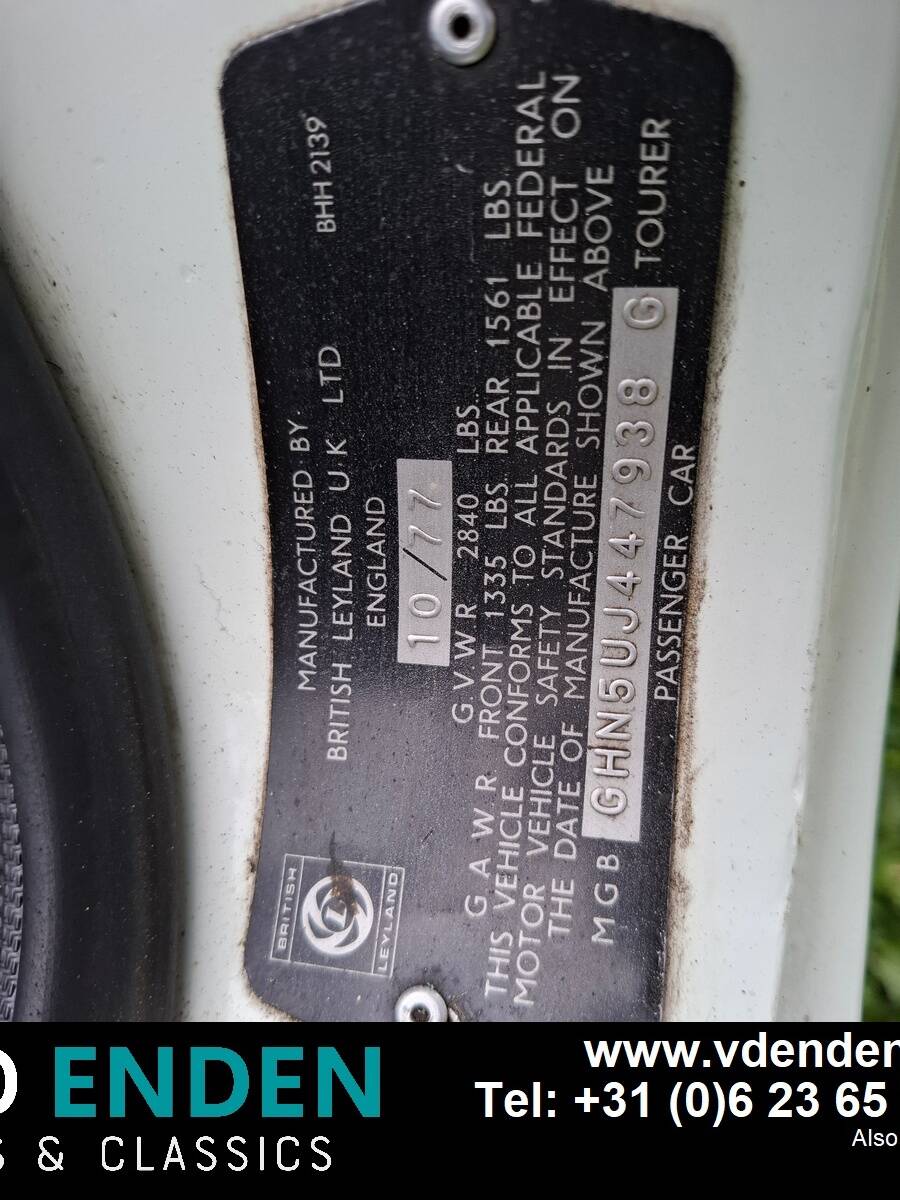 BRITISH
LEYLAND
MANUFACTURED BY
BRITISH LEYLAND U.K LTD BHH 2139
ENGLAND
10/77
G.V.W R 2840 LBS.
G A W R FRONT 1335 LBS. REAR 1561 LBS.
THIS VEHICLE CONFORMS TO ALL APPLICABLE FEDERAL
MOTOR VEHICLE SAFETY STANDARDS IN EFFECT ON
THE DATE OF MANUFACTURE SHOWN ABOVE
MGB GHN5UJ447938 G TOURER
PASSENGER CAR
ENDEN
& CLASSICS
www.vdenden
Tel: +31 (0)6 23 65
Also